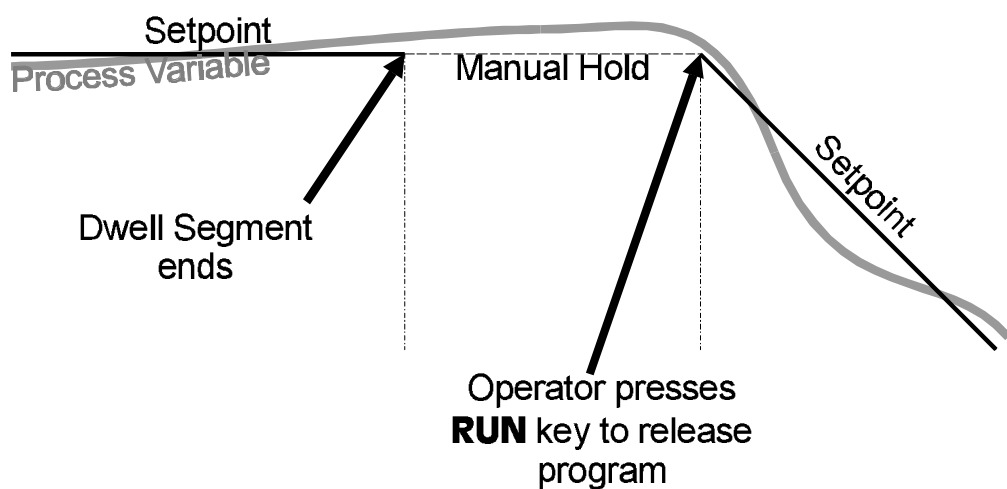 Setpoint
Process Variable
Manual Hold
Setpoint
Dwell Segment
ends
Operator presses
RUN key to release
program